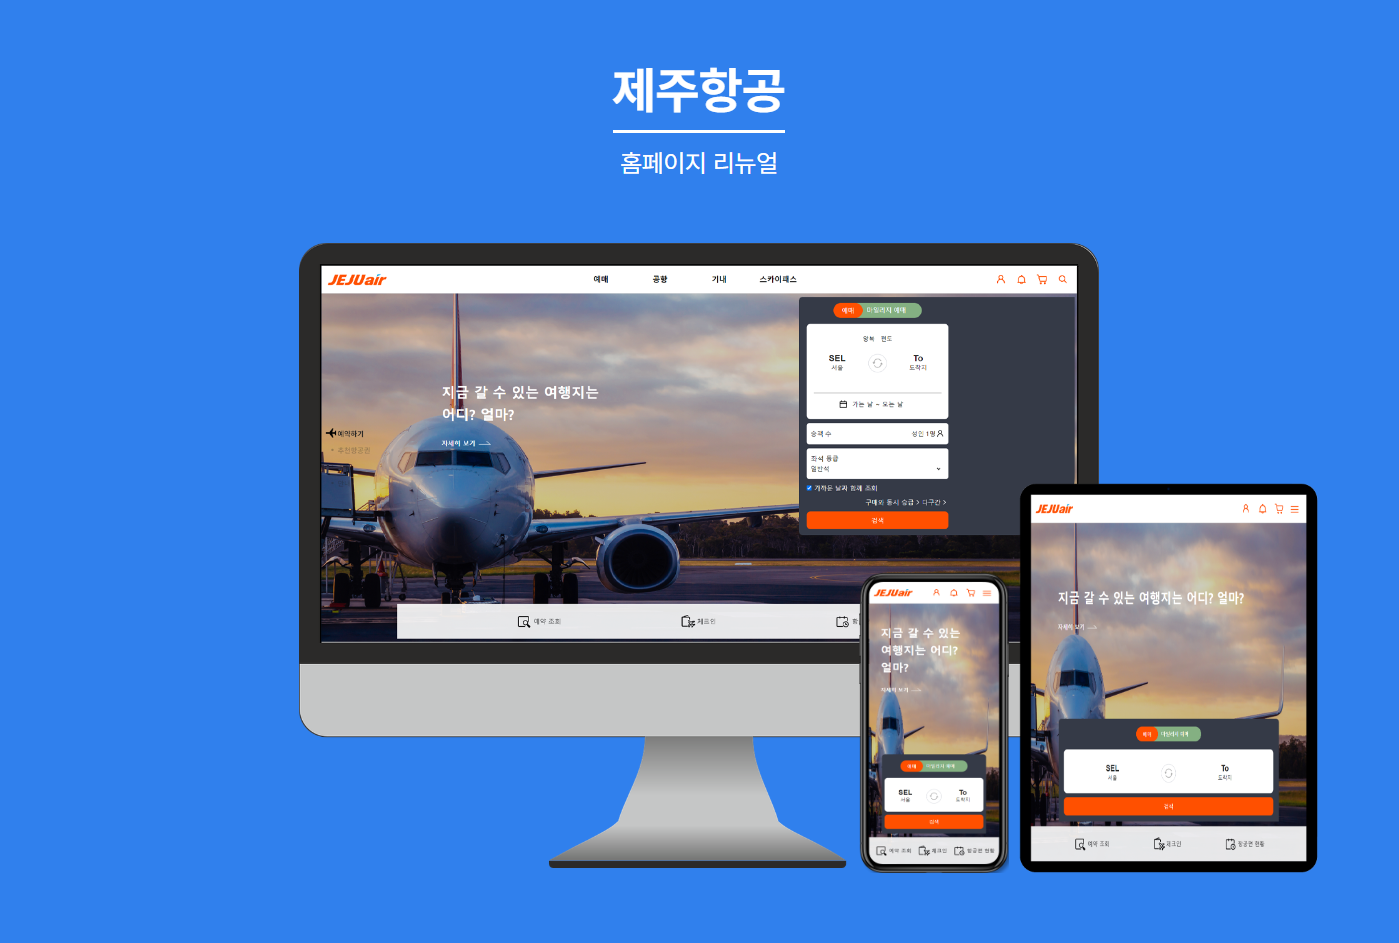 제주항공
홈페이지 리뉴얼
JEJUair
예매
공항
기내
스카이패스
예매
마일리지 예매
왕복 편도
SEL
To
서울
도착지
가는 날 ~ 오는 날
승객 수
성인 1명
좌석 등급
일반석
가까운 날짜 함께 조회
구매와 동시 승급 > 다구간 >
검색
지금 갈 수 있는 여행지는
어디? 얼마?
자세히 보기
예약하기
추천항공권
예약 조회
체크인
JEJUair
지금 갈 수 있는
여행지는 어디?
얼마?
자세히 보기
예매
마일리지 예매
SEL
To
서울
도착지
검색
예약 조회
체크인
항공편 현황
JEJUair
지금 갈 수 있는 여행지는 어디? 얼마?
자세히 보기
예매
마일리지 예매
SEL
To
서울
도착지
검색
예약 조회
체크인
항공편 현황